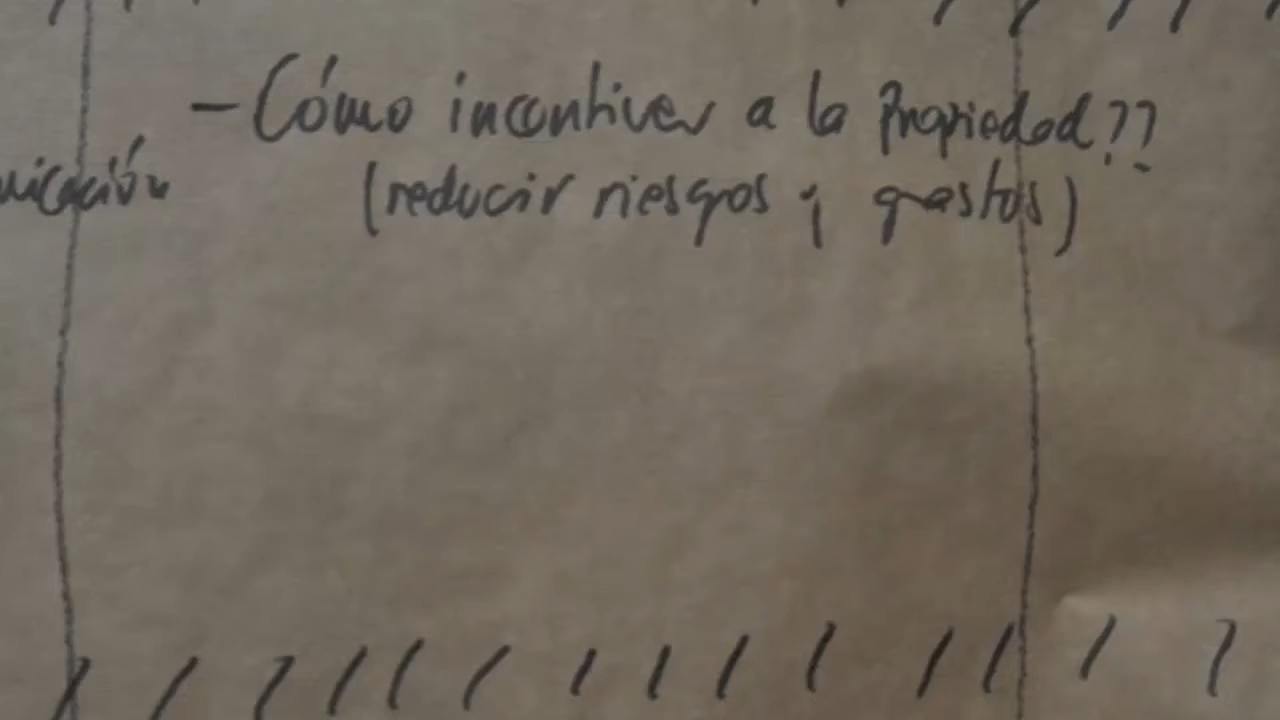 - Cómo incentivar a la Propiedad??
(reducir riesgos y gastos)